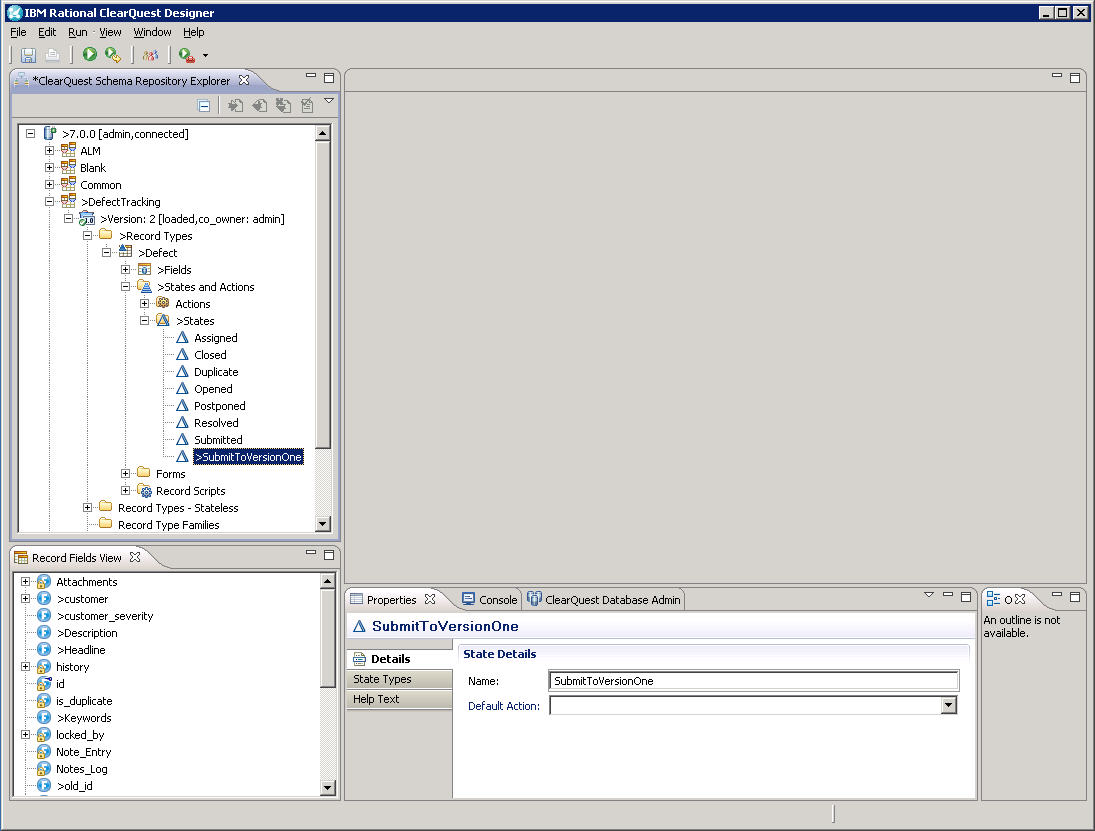 IBM Rational ClearQuest Designer
File Edit Run View Window Help
*ClearQuest Schema Repository Explorer
>7.0.0 [admin,connected]
ALM
Blank
Common
>DefectTracking
>Version: 2 [loaded,co_owner: admin]
>Record Types
>Defect
>Fields
>States and Actions
Actions
>States
Assigned
Closed
Duplicate
Opened
Postponed
Resolved
Submitted
>SubmitToVersionOne
Forms
Record Scripts
Record Types - Stateless
Record Type Families
Record Fields View
Attachments
>customer
>customer_severity
>Description
>Headline
history
id
is_duplicate
>Keywords
locked_by
Note_Entry
Notes_Log
>old_id
Properties Console ClearQuest Database Admin
SubmitToVersionOne
Details
State Types
Help Text
State Details
Name: SubmitToVersionOne
Default Action:
O
An outline is not
available.